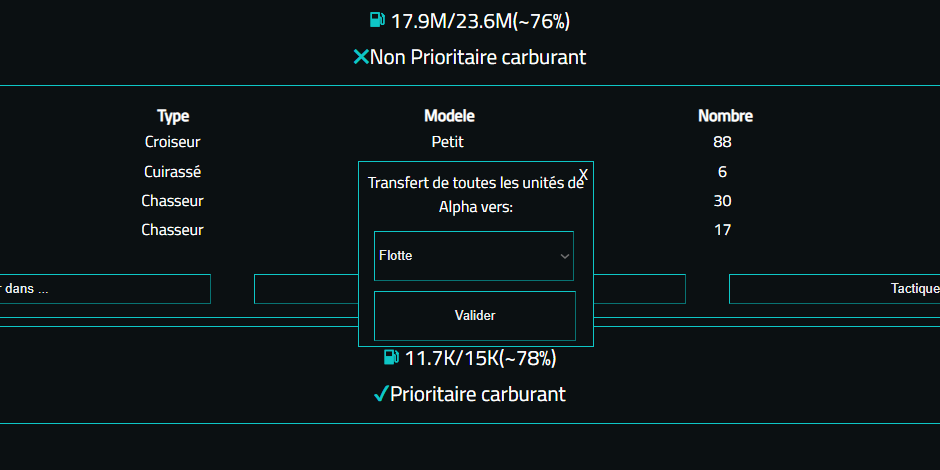 17.9M/23.6M(~76%)
Non Prioritaire carburant
Type Modele Nombre
Croiseur Petit 88
Cuirassé 6
Chasseur 30
Chasseur 17
X
Transfert de toutes les unités de
Alpha vers:
Flotte
Valider
dans ... Tactique
11.7K/15K(~78%)
Prioritaire carburant